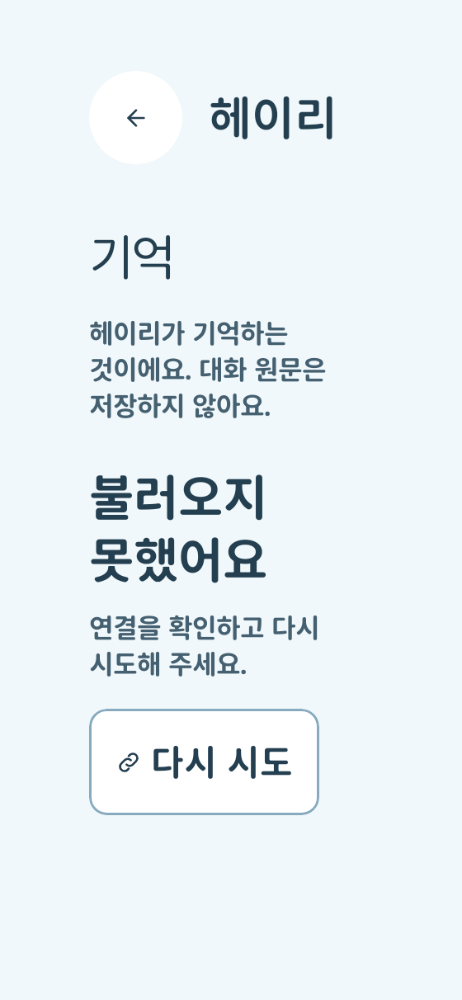 헤이리
기억
헤이리가 기억하는
것이에요. 대화 원문은
저장하지 않아요.
불러오지
못했어요
연결을 확인하고 다시
시도해 주세요.
다시 시도